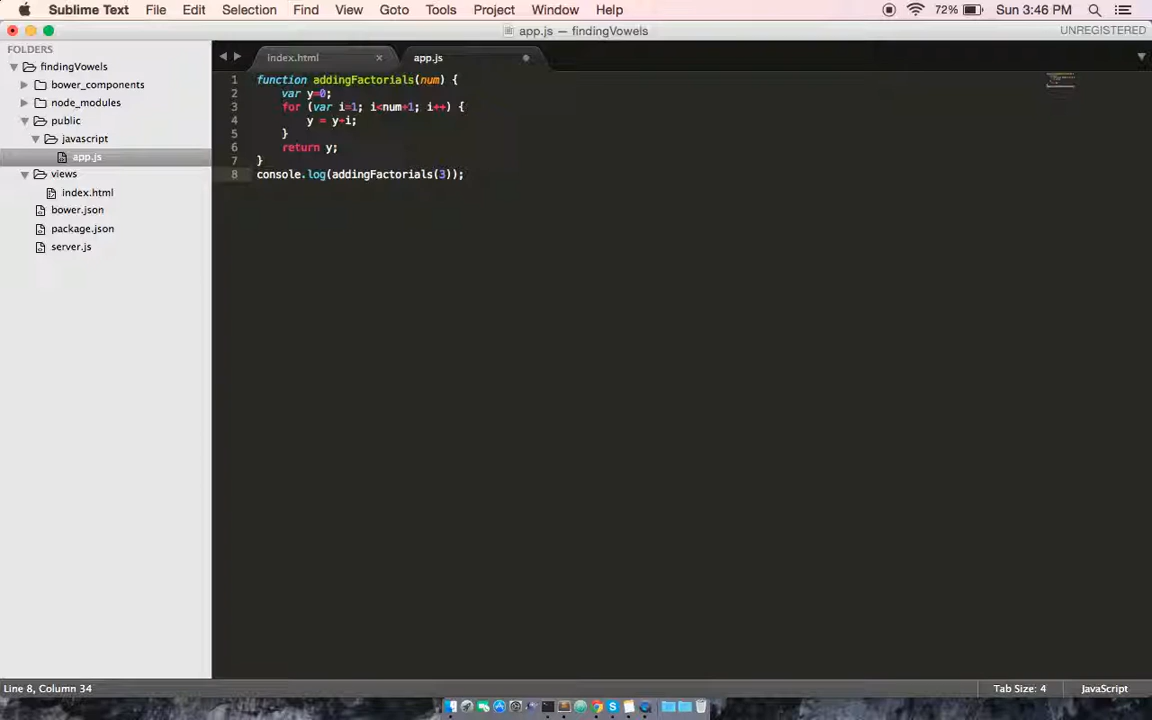 Sublime Text File Edit Selection Find View Goto Tools Project Window Help 72% Sun 3:46 PM
app.js — findingVowels UNREGISTERED
FOLDERS
findingVowels
bower_components
node_modules
public
javascript
app.js
views
index.html
bower.json
package.json
server.js
index.html × app.js
1 function addingFactorials(num) {
2 var y=0;
3 for (var i=1; i<num+1; i++) {
4 y = y+i;
5 }
6 return y;
7 }
8 console.log(addingFactorials(3));
Line 8, Column 34 Tab Size: 4 JavaScript